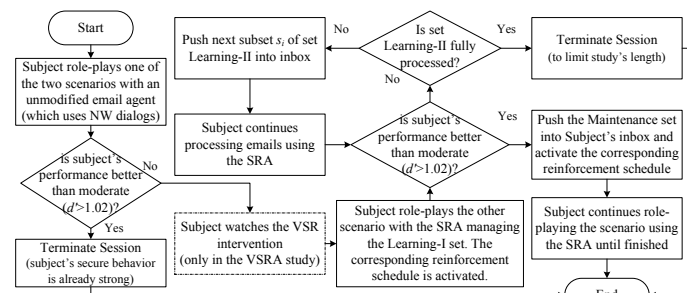 Start
Subject role-plays one of
the two scenarios with an
unmodified email agent
(which uses NW dialogs)
is subject's
performance better
than moderate
(d'>1.02)?
No
Yes
Terminate Session
(subject's secure behavior
is already strong)
Subject watches the VSR
intervention
(only in the VSRA study)
Subject role-plays the other
scenario with the SRA managing
the Learning-I set. The
corresponding reinforcement
schedule is activated.
is subject's
performance better
than moderate
(d'>1.02)?
No
Yes
Is set
Learning-II fully
processed?
No
Yes
Push next subset si of set
Learning-II into inbox
Subject continues
processing emails using
the SRA
Terminate Session
(to limit study's length)
Push the Maintenance set
into Subject's inbox and
activate the corresponding
reinforcement schedule
Subject continues role-
playing the scenario using
the SRA until finished
End